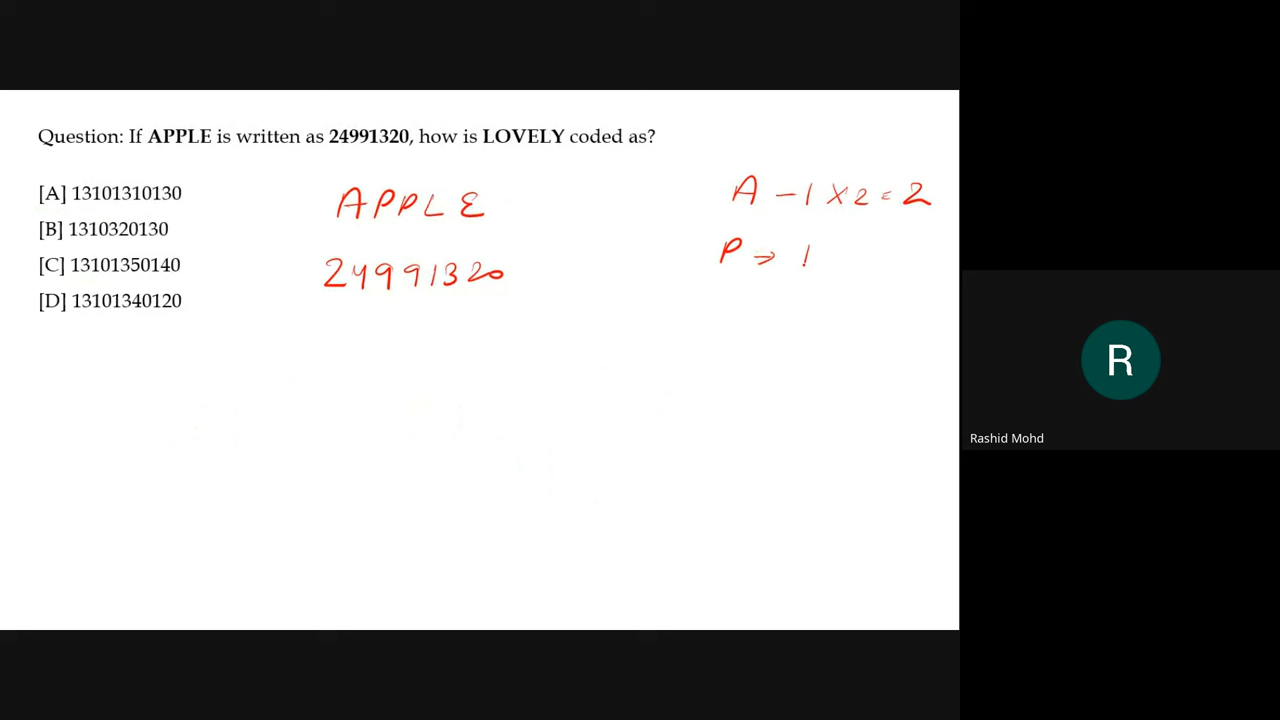 Question: If APPLE is written as 24991320, how is LOVELY coded as?
[A] 13101310130
[B] 1310320130
[C] 13101350140
[D] 13101340120
APPLE
24991320
A - 1 X 2 = 2
P → 1
R
Rashid Mohd